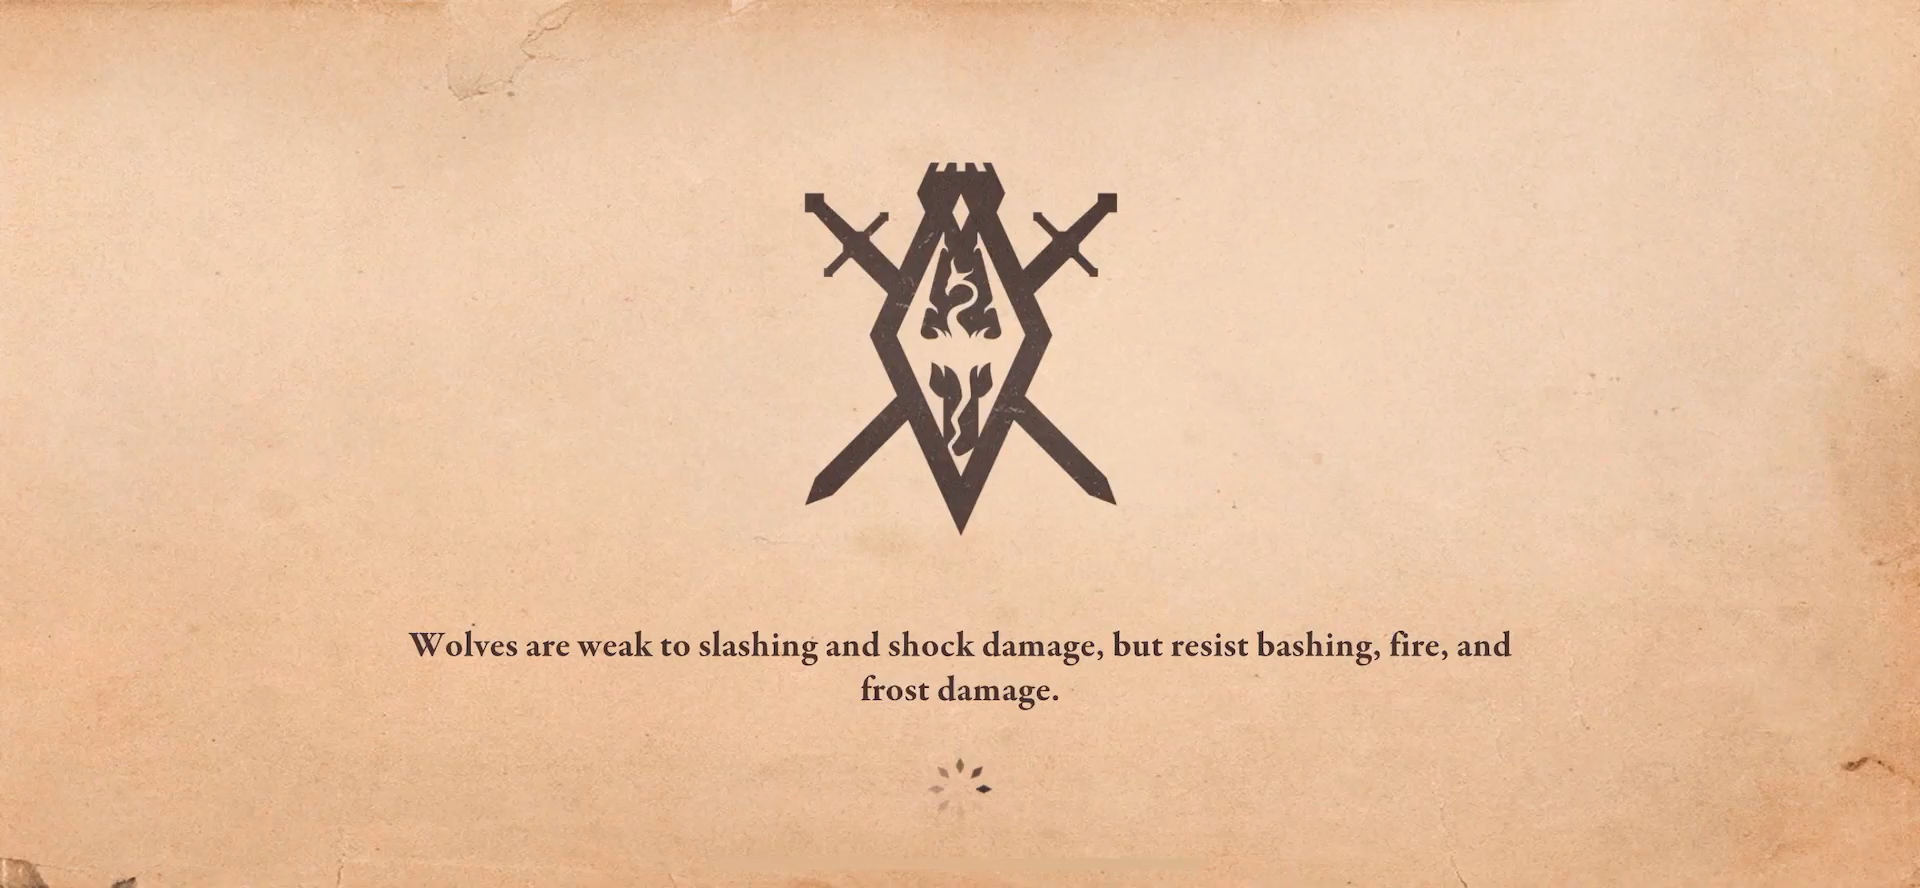 Wolves are weak to slashing and shock damage, but resist bashing, fire, and
frost damage.